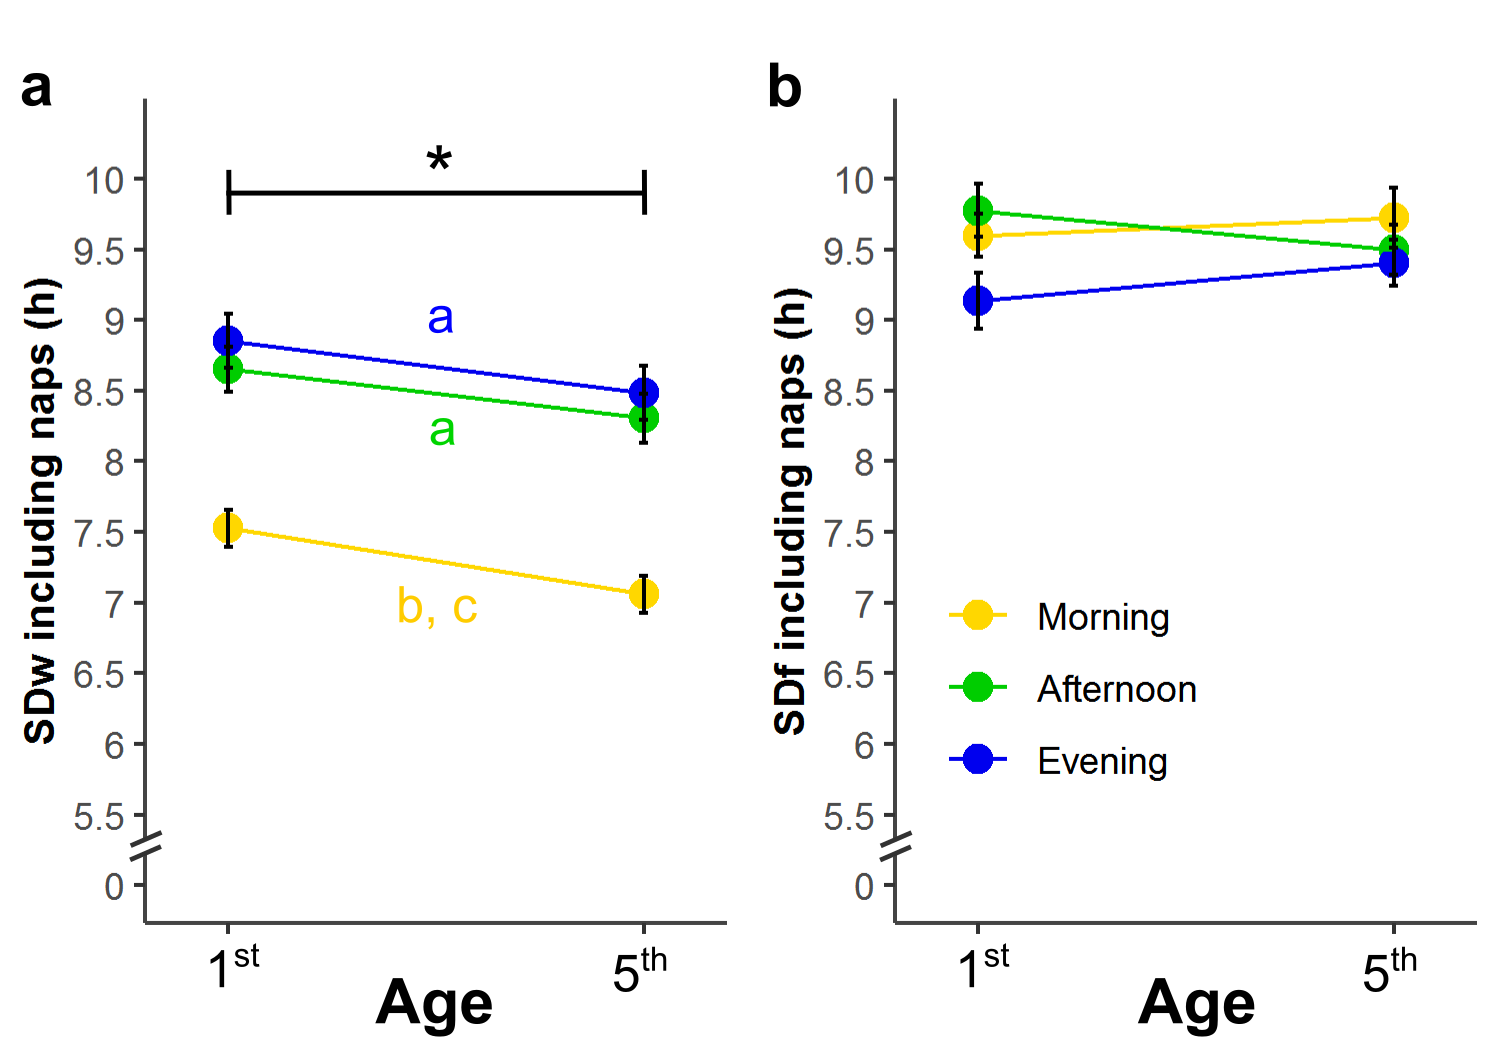 a
SDw including naps (h)
10
9.5
9
8.5
8
7.5
7
6.5
6
5.5
0
*
a
a
b, c
1st
5th
Age
b
SDf including naps (h)
10
9.5
9
8.5
8
7.5
7
6.5
6
5.5
0
Morning
Afternoon
Evening
1st
5th
Age